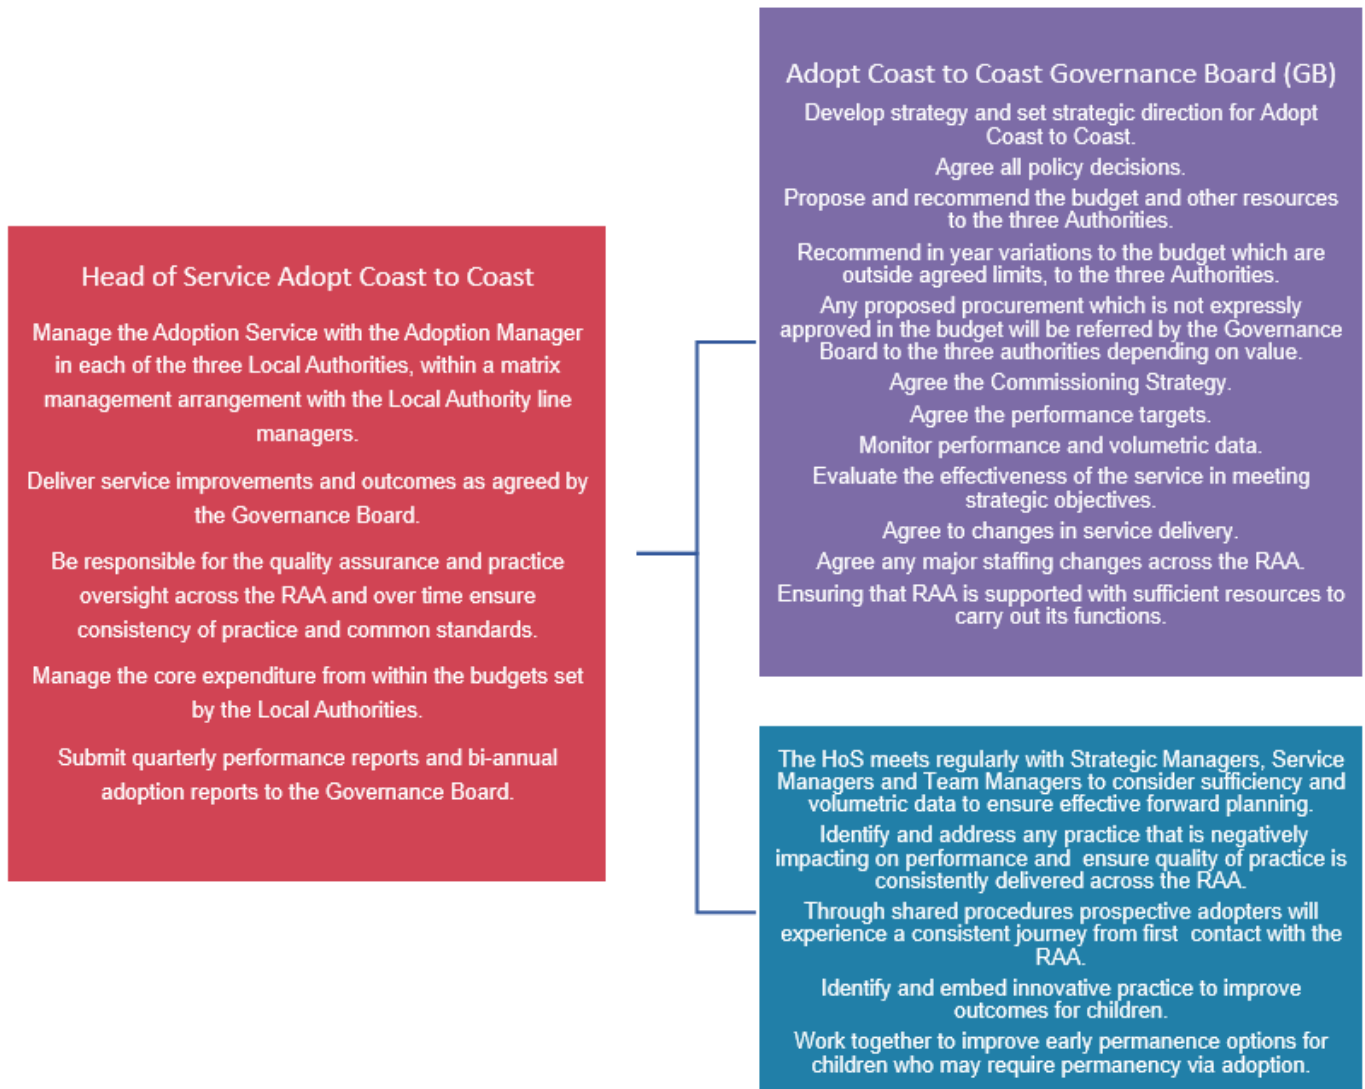 Head of Service Adopt Coast to Coast
Manage the Adoption Service with the Adoption Manager
in each of the three Local Authorities, within a matrix
management arrangement with the Local Authority line
managers.
Deliver service improvements and outcomes as agreed by
the Governance Board.
Be responsible for the quality assurance and practice
oversight across the RAA and over time ensure
consistency of practice and common standards.
Manage the core expenditure from within the budgets set
by the Local Authorities.
Submit quarterly performance reports and bi-annual
adoption reports to the Governance Board.
Adopt Coast to Coast Governance Board (GB)
Develop strategy and set strategic direction for Adopt
Coast to Coast.
Agree all policy decisions.
Propose and recommend the budget and other resources
to the three Authorities.
Recommend in year variations to the budget which are
outside agreed limits, to the three Authorities.
Any proposed procurement which is not expressly
approved in the budget will be referred by the Governance
Board to the three authorities depending on value.
Agree the Commissioning Strategy.
Agree the performance targets.
Monitor performance and volumetric data.
Evaluate the effectiveness of the service in meeting
strategic objectives.
Agree to changes in service delivery.
Agree any major staffing changes across the RAA.
Ensuring that RAA is supported with sufficient resources to
carry out its functions.
The HoS meets regularly with Strategic Managers, Service
Managers and Team Managers to consider sufficiency and
volumetric data to ensure effective forward planning.
Identify and address any practice that is negatively
impacting on performance and ensure quality of practice is
consistently delivered across the RAA.
Through shared procedures prospective adopters will
experience a consistent journey from first contact with the
RAA.
Identify and embed innovative practice to improve
outcomes for children.
Work together to improve early permanence options for
children who may require permanency via adoption.